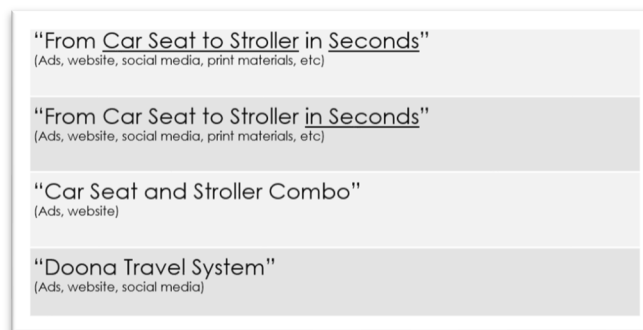 “From Car Seat to Stroller in Seconds”
(Ads, website, social media, print materials, etc)
“From Car Seat to Stroller in Seconds”
(Ads, website, social media, print materials, etc)
“Car Seat and Stroller Combo”
(Ads, website)
“Doona Travel System”
(Ads, website, social media)